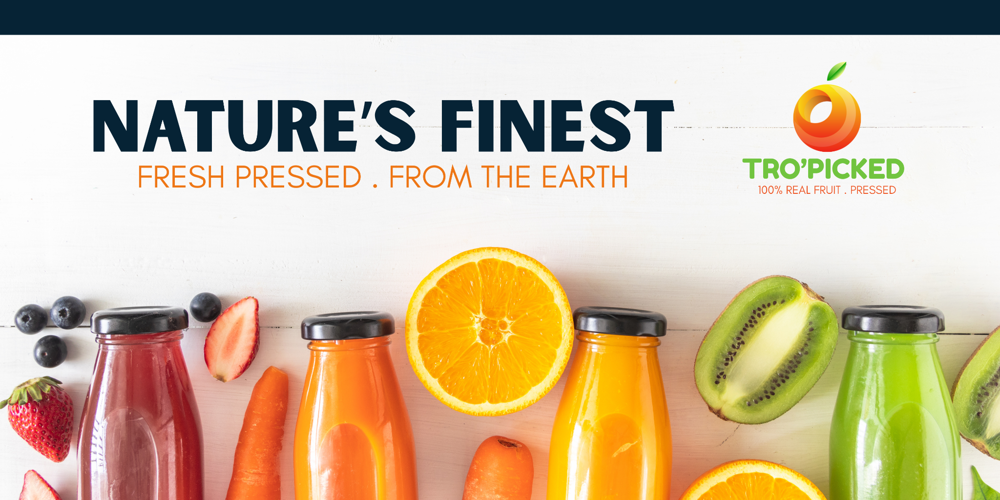 NATURE'S FINEST
FRESH PRESSED . FROM THE EARTH
TRO'PICKED
100% REAL FRUIT . PRESSED